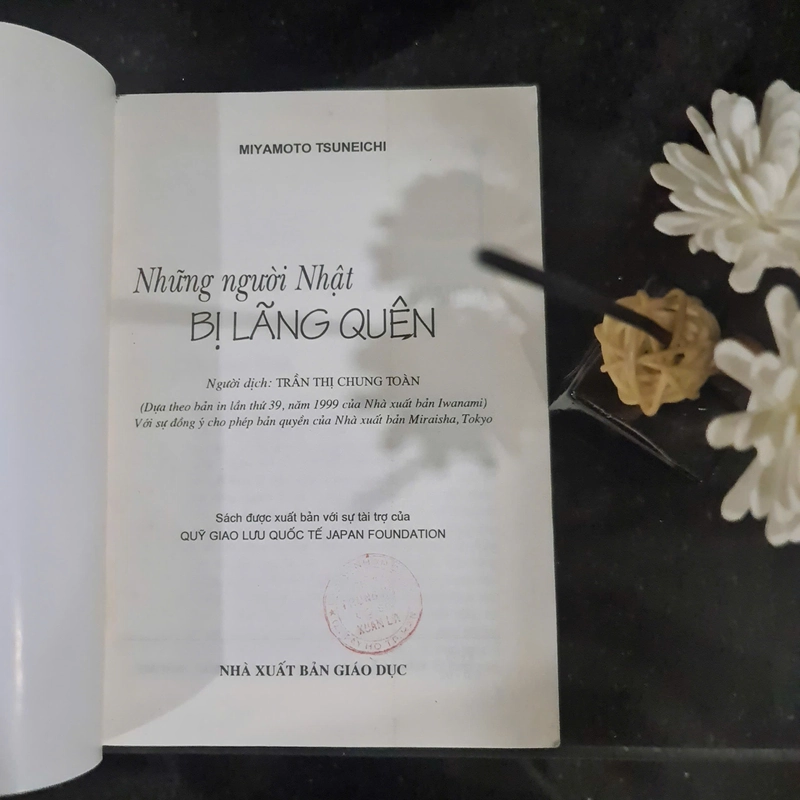 MIYAMOTO TSUNEICHI
Những người Nhật
BỊ LÃNG QUÊN
Người dịch: TRẦN THỊ CHUNG TOÀN
(Dựa theo bản in lần thứ 39, năm 1999 của Nhà xuất bản Iwanami)
Với sự đồng ý cho phép bản quyền của Nhà xuất bản Miraisha, Tokyo
Sách được xuất bản với sự tài trợ của
QUỸ GIAO LƯU QUỐC TẾ JAPAN FOUNDATION
XUÂN LA
NHÀ XUẤT BẢN GIÁO DỤC